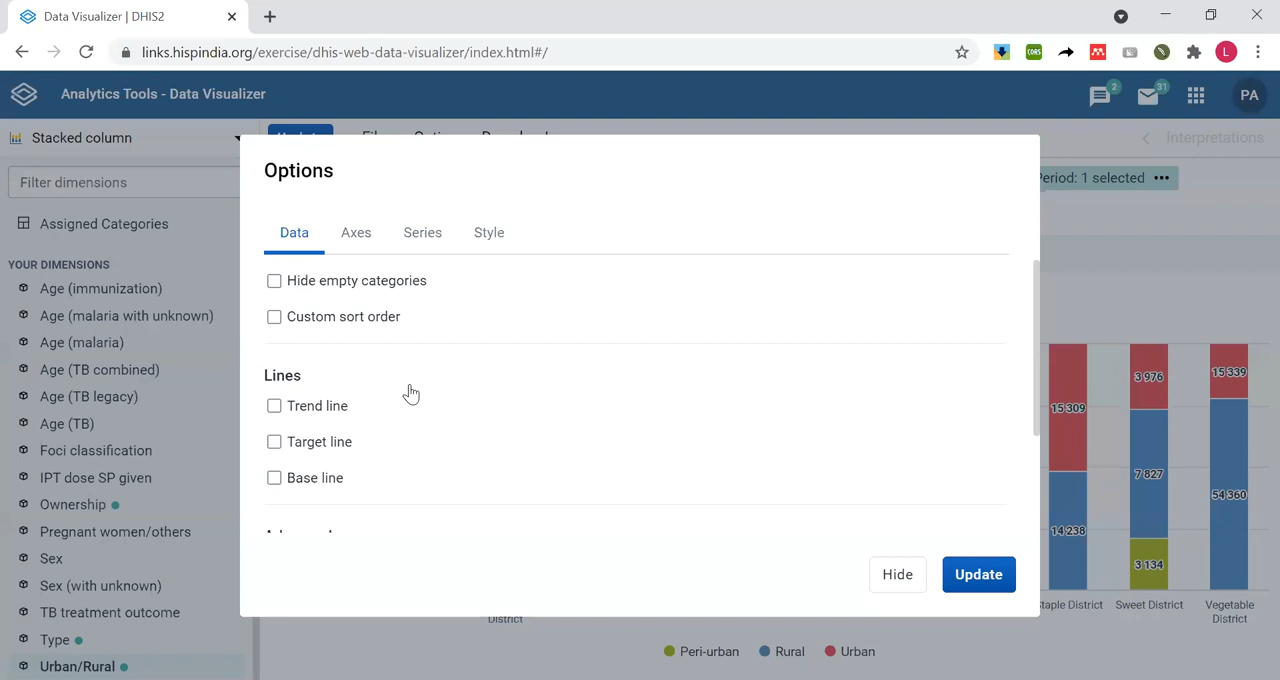 Data Visualizer | DHIS2
links.hispindia.org/exercise/dhis-web-data-visualizer/index.html#/
CORS
L
Analytics Tools - Data Visualizer
2
31
PA
Stacked column
Interpretations
Options
Filter dimensions
Period: 1 selected
Assigned Categories
Data Axes Series Style
YOUR DIMENSIONS
Age (immunization)
Age (malaria with unknown)
Age (malaria)
Age (TB combined)
Age (TB legacy)
Age (TB)
Foci classification
IPT dose SP given
Ownership
Pregnant women/others
Sex
Sex (with unknown)
TB treatment outcome
Type
Urban/Rural
Hide empty categories
Custom sort order
Lines
Trend line
Target line
Base line
Hide
Update
15 309
14 238
3 976
7 827
3 134
15 339
54 360
Staple District
Sweet District
Vegetable
District
District
Peri-urban
Rural
Urban